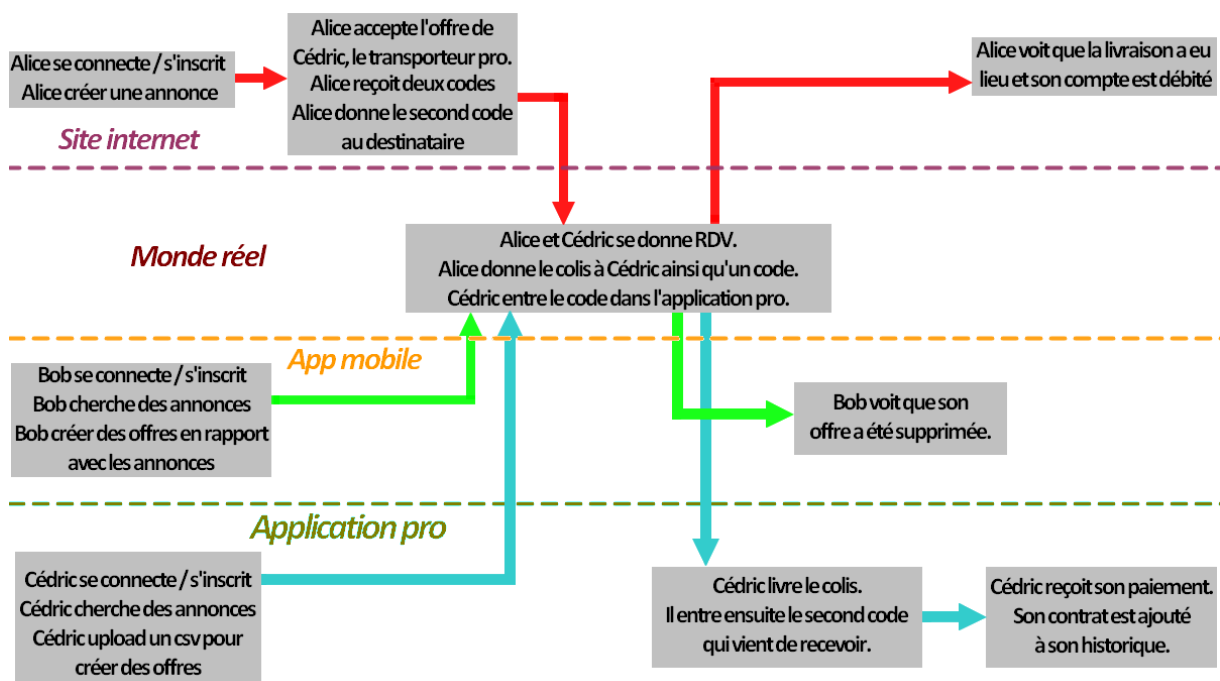 Alice se connecte / s'inscrit
Alice créer une annonce
Alice accepte l'offre de
Cédric, le transporteur pro.
Alice reçoit deux codes
Alice donne le second code
au destinataire
Alice voit que la livraison a eu
lieu et son compte est débité
Site internet
Monde réel
Alice et Cédric se donne RDV.
Alice donne le colis à Cédric ainsi qu'un code.
Cédric entre le code dans l'application pro.
App mobile
Bob se connecte / s'inscrit
Bob cherche des annonces
Bob créer des offres en rapport
avec les annonces
Bob voit que son
offre a été supprimée.
Application pro
Cédric se connecte / s'inscrit
Cédric cherche des annonces
Cédric upload un csv pour
créer des offres
Cédric livre le colis.
Il entre ensuite le second code
qui vient de recevoir.
Cédric reçoit son paiement.
Son contrat est ajouté
à son historique.